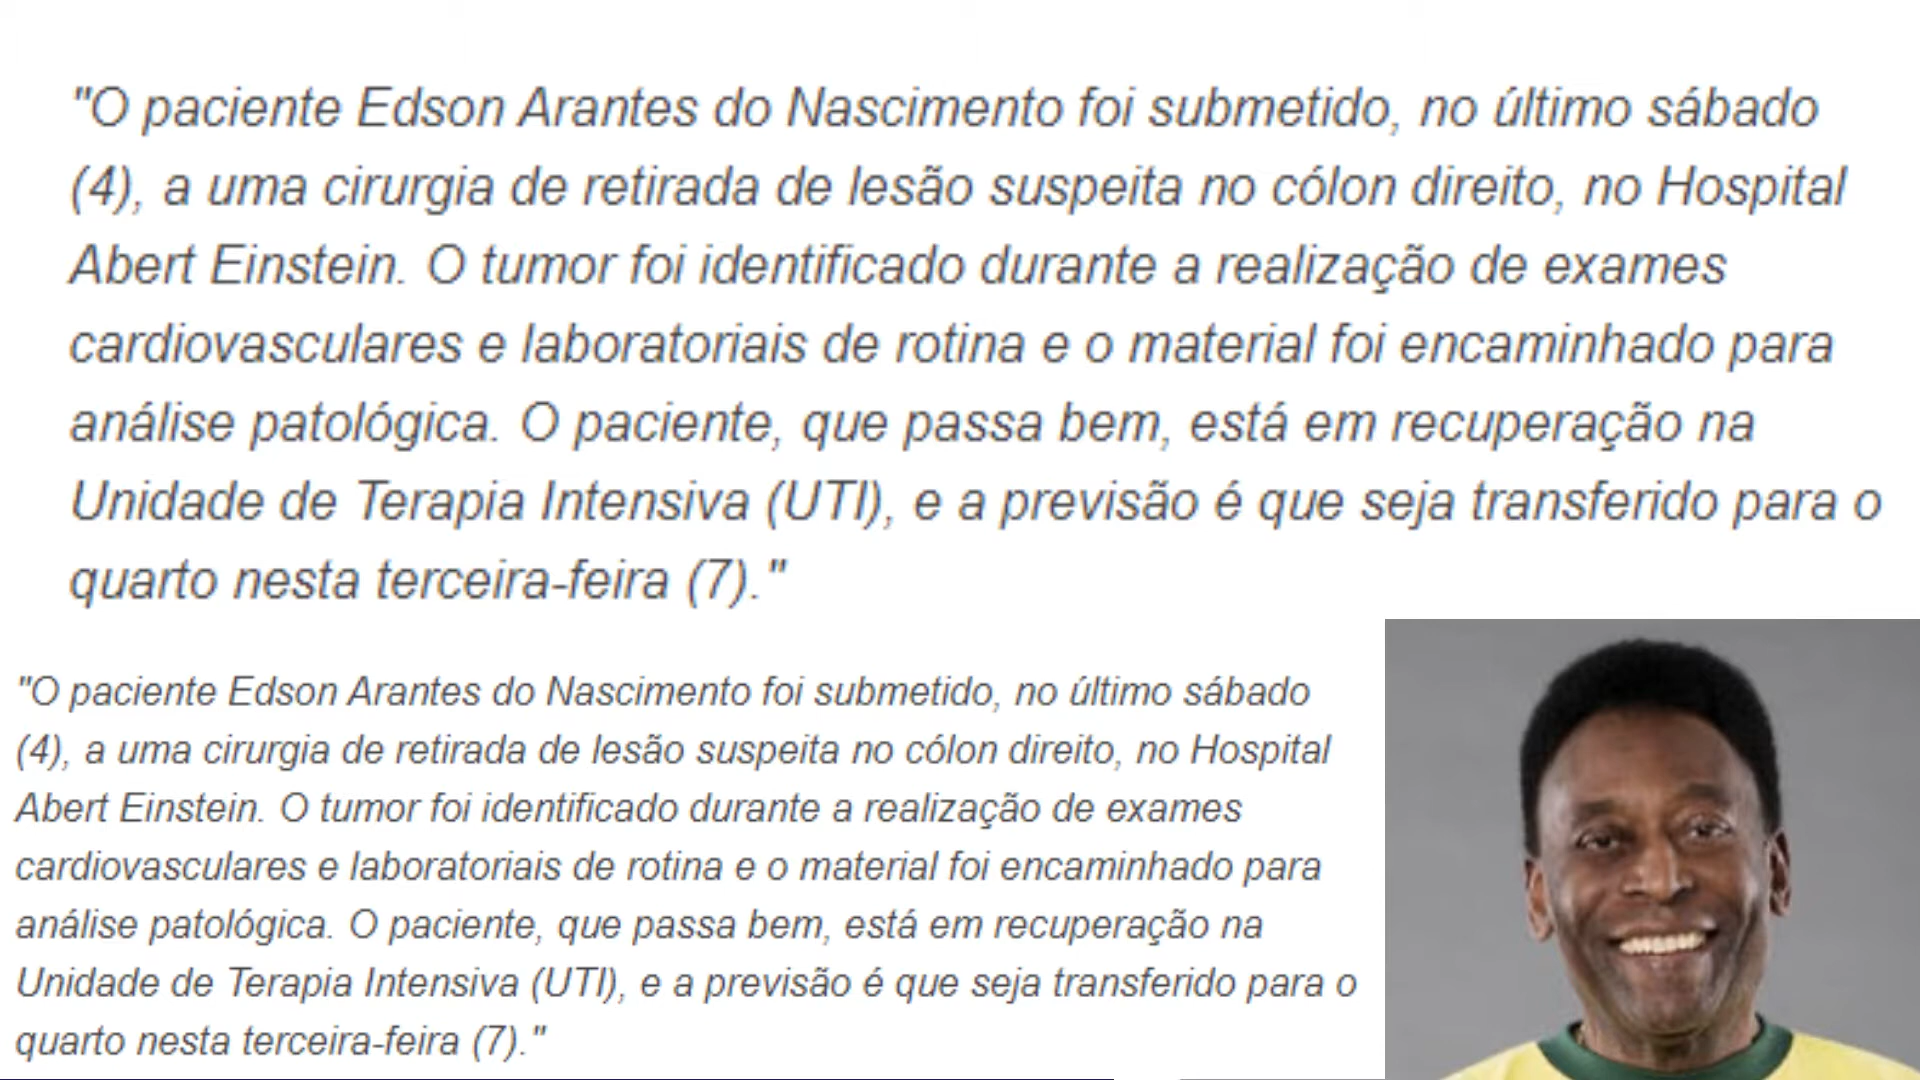 "O paciente Edson Arantes do Nascimento foi submetido, no último sábado
(4), a uma cirurgia de retirada de lesão suspeita no cólon direito, no Hospital
Abert Einstein. O tumor foi identificado durante a realização de exames
cardiovasculares e laboratoriais de rotina e o material foi encaminhado para
análise patológica. O paciente, que passa bem, está em recuperação na
Unidade de Terapia Intensiva (UTI), e a previsão é que seja transferido para o
quarto nesta terceira-feira (7)."
"O paciente Edson Arantes do Nascimento foi submetido, no último sábado
(4), a uma cirurgia de retirada de lesão suspeita no cólon direito, no Hospital
Abert Einstein. O tumor foi identificado durante a realização de exames
cardiovasculares e laboratoriais de rotina e o material foi encaminhado para
análise patológica. O paciente, que passa bem, está em recuperação na
Unidade de Terapia Intensiva (UTI), e a previsão é que seja transferido para o
quarto nesta terceira-feira (7)."